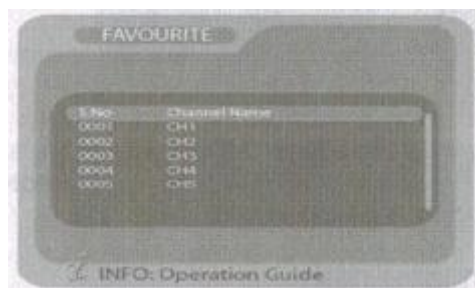 FAVOURITE
S.No Channel Name
0001 CH1
0002 CH2
0003 CH3
0004 CH4
0005 CH5
INFO: Operation Guide